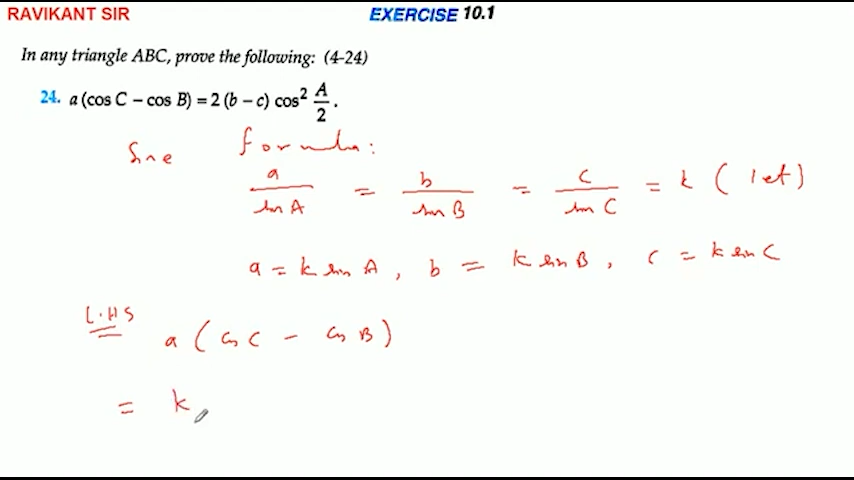 RAVIKANT SIR EXERCISE 10.1
In any triangle ABC, prove the following: (4-24)
24. a (cos C – cos B) = 2 (b – c) cos² A/2 .
Sine formula:
a/sin A = b/sin B = c/sin C = k (let)
a = k sin A, b = k sin B, c = k sin C
L.H.S
a (cos C – cos B)
= k